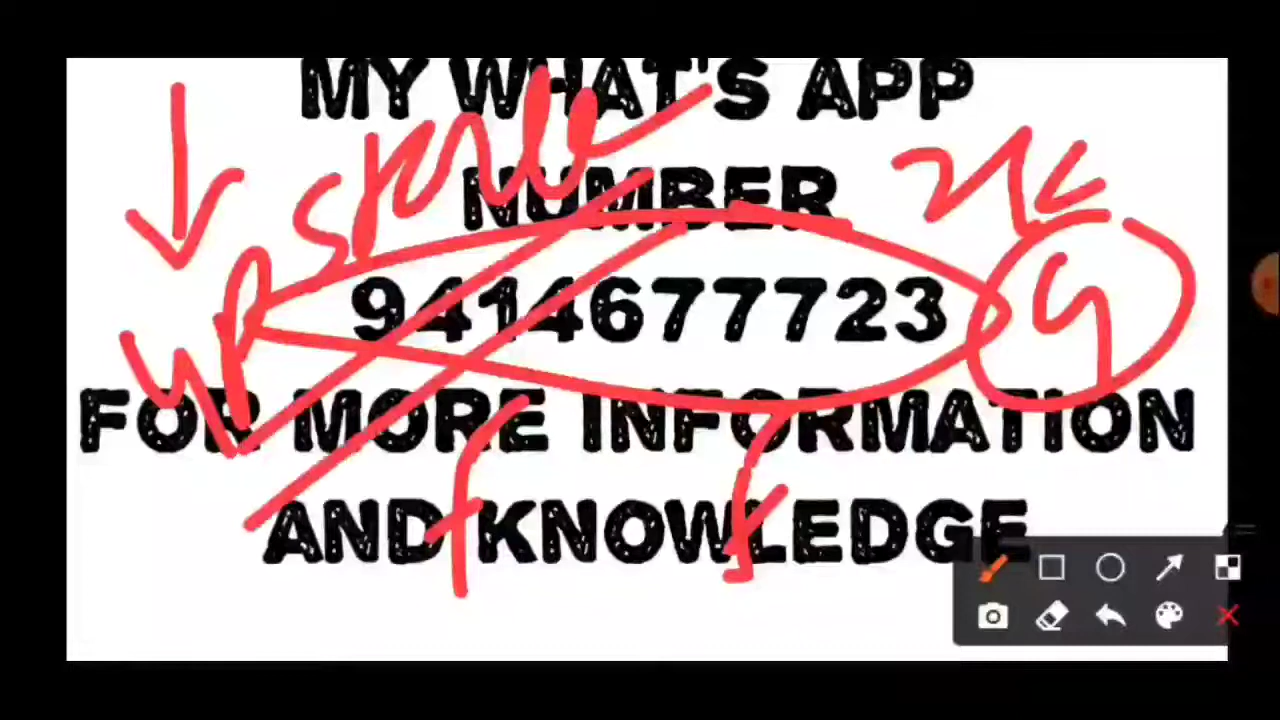 MY WHAT'S APP
NUMBER
9414677723
FOR MORE INFORMATION
AND KNOWLEDGE